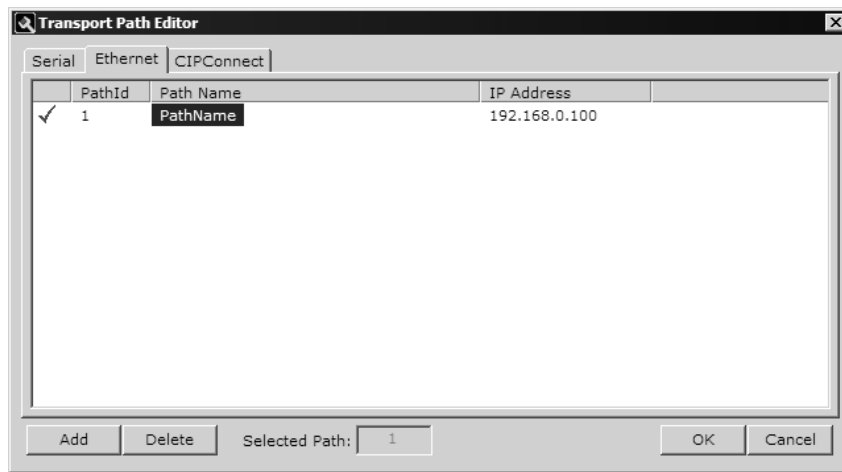 Transport Path Editor
Serial Ethernet CIPConnect
PathId Path Name IP Address
1 PathName 192.168.0.100
Add Delete Selected Path: 1 OK Cancel